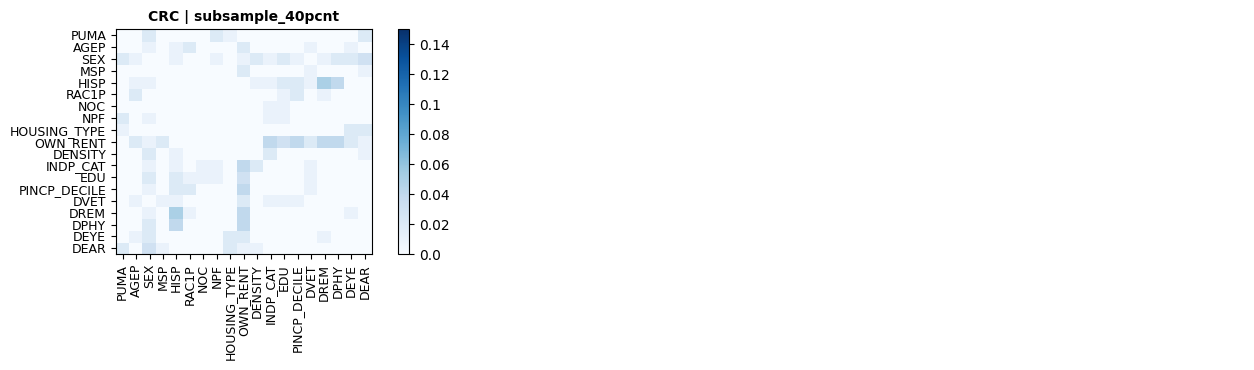 CRC | subsample_40pcnt
PUMA
AGEP
SEX
MSP
HISP
RAC1P
NOC
NPF
HOUSING_TYPE
OWN_RENT
DENSITY
INDP_CAT
EDU
PINCP_DECILE
DVET
DREM
DPHY
DEYE
DEAR
PUMA
AGEP
SEX
MSP
HISP
RAC1P
NOC
NPF
HOUSING_TYPE
OWN_RENT
DENSITY
INDP_CAT
EDU
PINCP_DECILE
DVET
DREM
DPHY
DEYE
DEAR
0.14
0.12
0.10
0.08
0.06
0.04
0.02
0.0